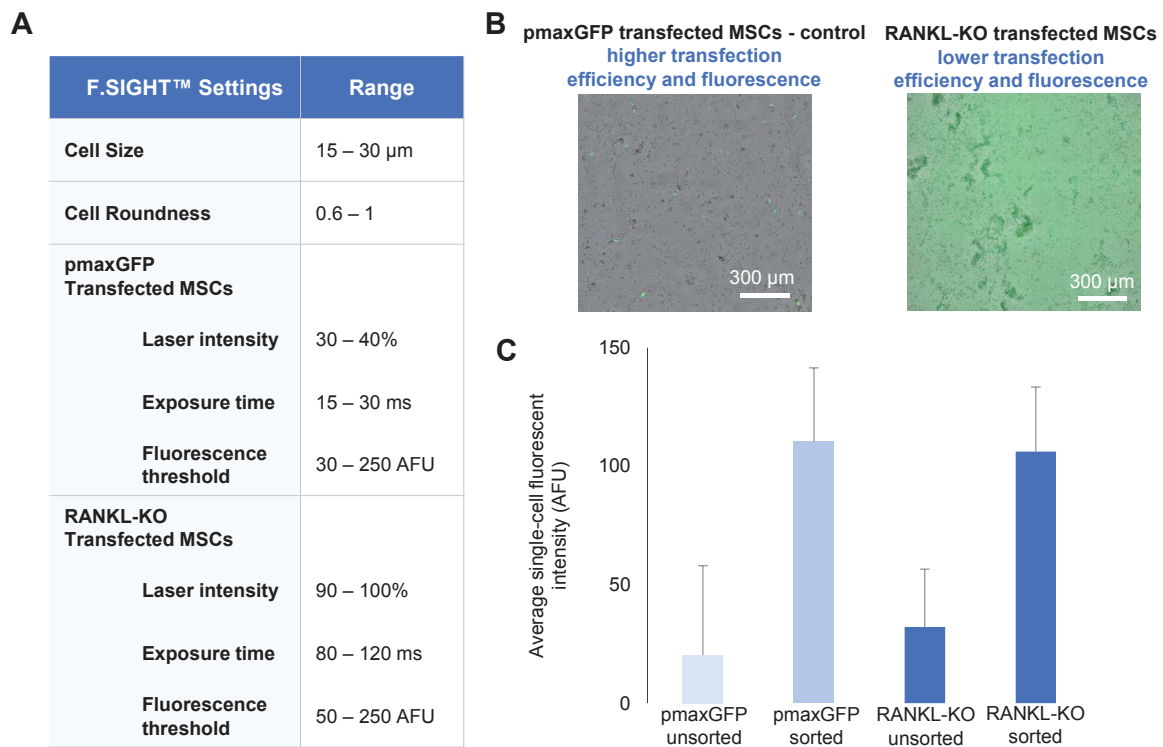 A
F.SIGHT™ Settings Range
Cell Size 15 – 30 µm
Cell Roundness 0.6 – 1
pmaxGFP
Transfected MSCs
Laser intensity 30 – 40%
Exposure time 15 – 30 ms
Fluorescence
threshold 30 – 250 AFU
RANKL-KO
Transfected MSCs
Laser intensity 90 – 100%
Exposure time 80 – 120 ms
Fluorescence
threshold 50 – 250 AFU
B
pmaxGFP transfected MSCs - control
higher transfection
efficiency and fluorescence
300 µm
RANKL-KO transfected MSCs
lower transfection
efficiency and fluorescence
300 µm
C
Average single-cell fluorescent
intensity (AFU)
150
100
50
0
pmaxGFP
unsorted
pmaxGFP
sorted
RANKL-KO
unsorted
RANKL-KO
sorted